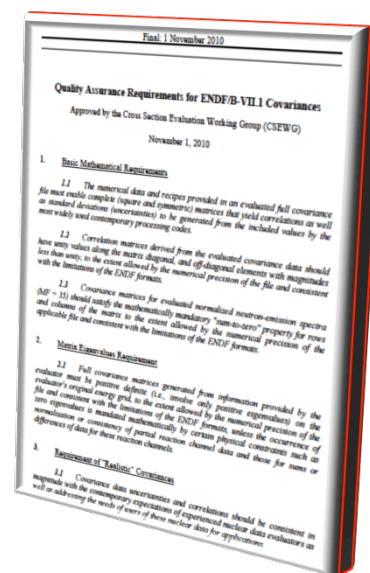 Final: 1 November 2010
Quality Assurance Requirements for ENDF/B-VII.1 Covariances
Approved by the Cross Section Evaluation Working Group (CSEWG)
November 1, 2010
1. Basic Mathematical Requirements
1.1 The numerical data and recipes provided in an evaluated full covariance
file must enable complete (square and symmetric) matrices that yield correlations as well
as standard deviations (uncertainties) to be generated from the included values by the
most widely used contemporary processing codes.
1.2 Correlation matrices derived from the evaluated covariance data should
have unity values along the matrix diagonal, and off-diagonal elements with magnitudes
less than unity, to the extent allowed by the numerical precision of the file and consistent
with the limitations of the ENDF formats.
1.3 Covariance matrices for evaluated normalized neutron-emission spectra
(MF = 35) should satisfy the mathematically mandatory "sum-to-zero" property for rows
and columns of the matrix to the extent allowed by the numerical precision of the
applicable file and consistent with the limitations of the ENDF formats.
2. Matrix Eigenvalues Requirement
2.1 Full covariance matrices generated from information provided by the
evaluator must be positive definite (i.e., involve only positive eigenvalues) on the
evaluator's original energy grid, to the extent allowed by the numerical precision of the
file and consistent with the limitations of the ENDF formats, unless the occurrence of
zero eigenvalues is mandated mathematically by certain physical constraints such as
normalization or consistency of partial reaction channel data and those for sums or
differences of data for these reaction channels.
3. Requirement of "Realistic" Covariances
3.1 Covariance data uncertainties and correlations should be consistent in
magnitude with the contemporary expectations of experienced nuclear data evaluators as
well as addressing the needs of users of these nuclear data for applications.